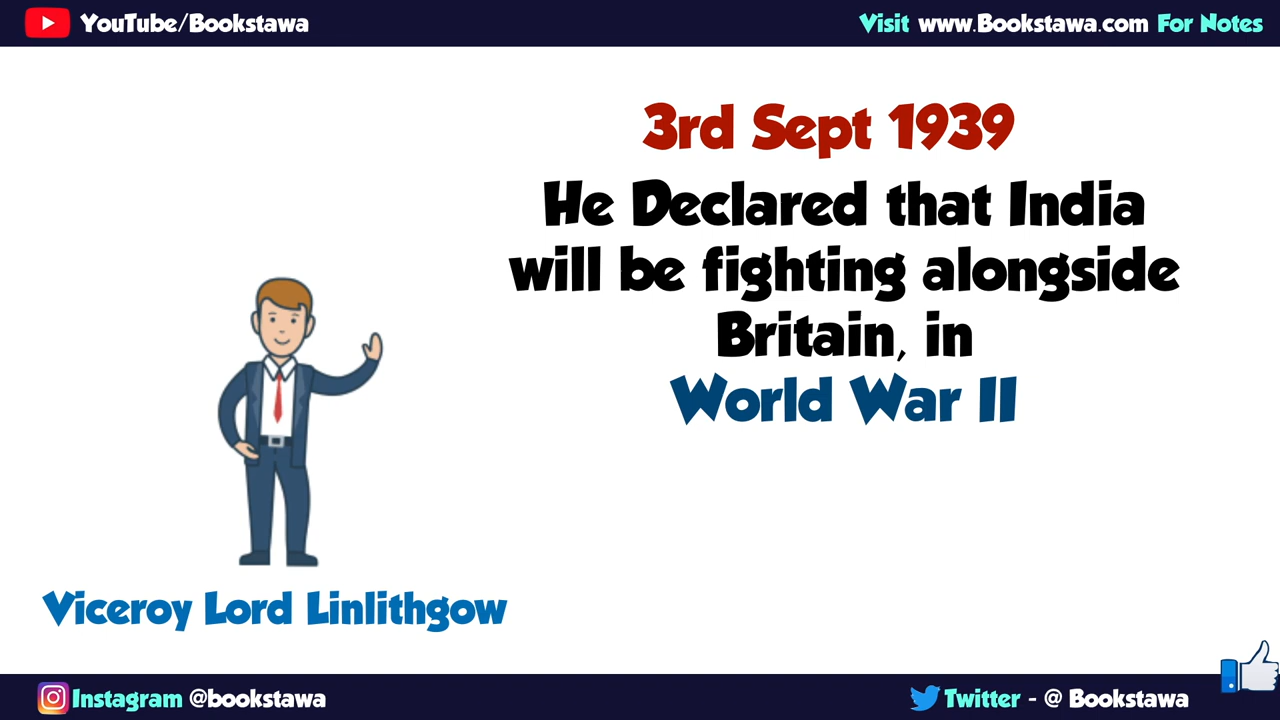 YouTube/Bookstawa
Visit www.Bookstawa.com For Notes
3rd Sept 1939
He Declared that India
will be fighting alongside
Britain, in
World War II
Viceroy Lord Linlithgow
Instagram @bookstawa
Twitter - @ Bookstawa